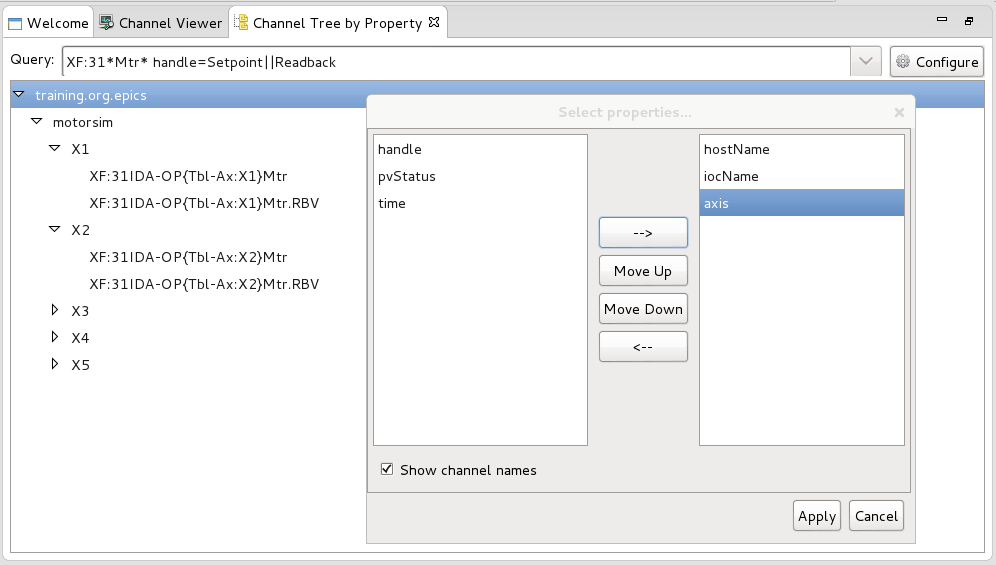 Welcome Channel Viewer Channel Tree by Property
Query: XF:31*Mtr* handle=Setpoint||Readback Configure
training.org.epics
motorsim
X1
XF:31IDA-OP{Tbl-Ax:X1}Mtr
XF:31IDA-OP{Tbl-Ax:X1}Mtr.RBV
X2
XF:31IDA-OP{Tbl-Ax:X2}Mtr
XF:31IDA-OP{Tbl-Ax:X2}Mtr.RBV
X3
X4
X5
Select properties...
handle
pvStatus
time
-->
Move Up
Move Down
<--
hostName
iocName
axis
Show channel names
Apply Cancel